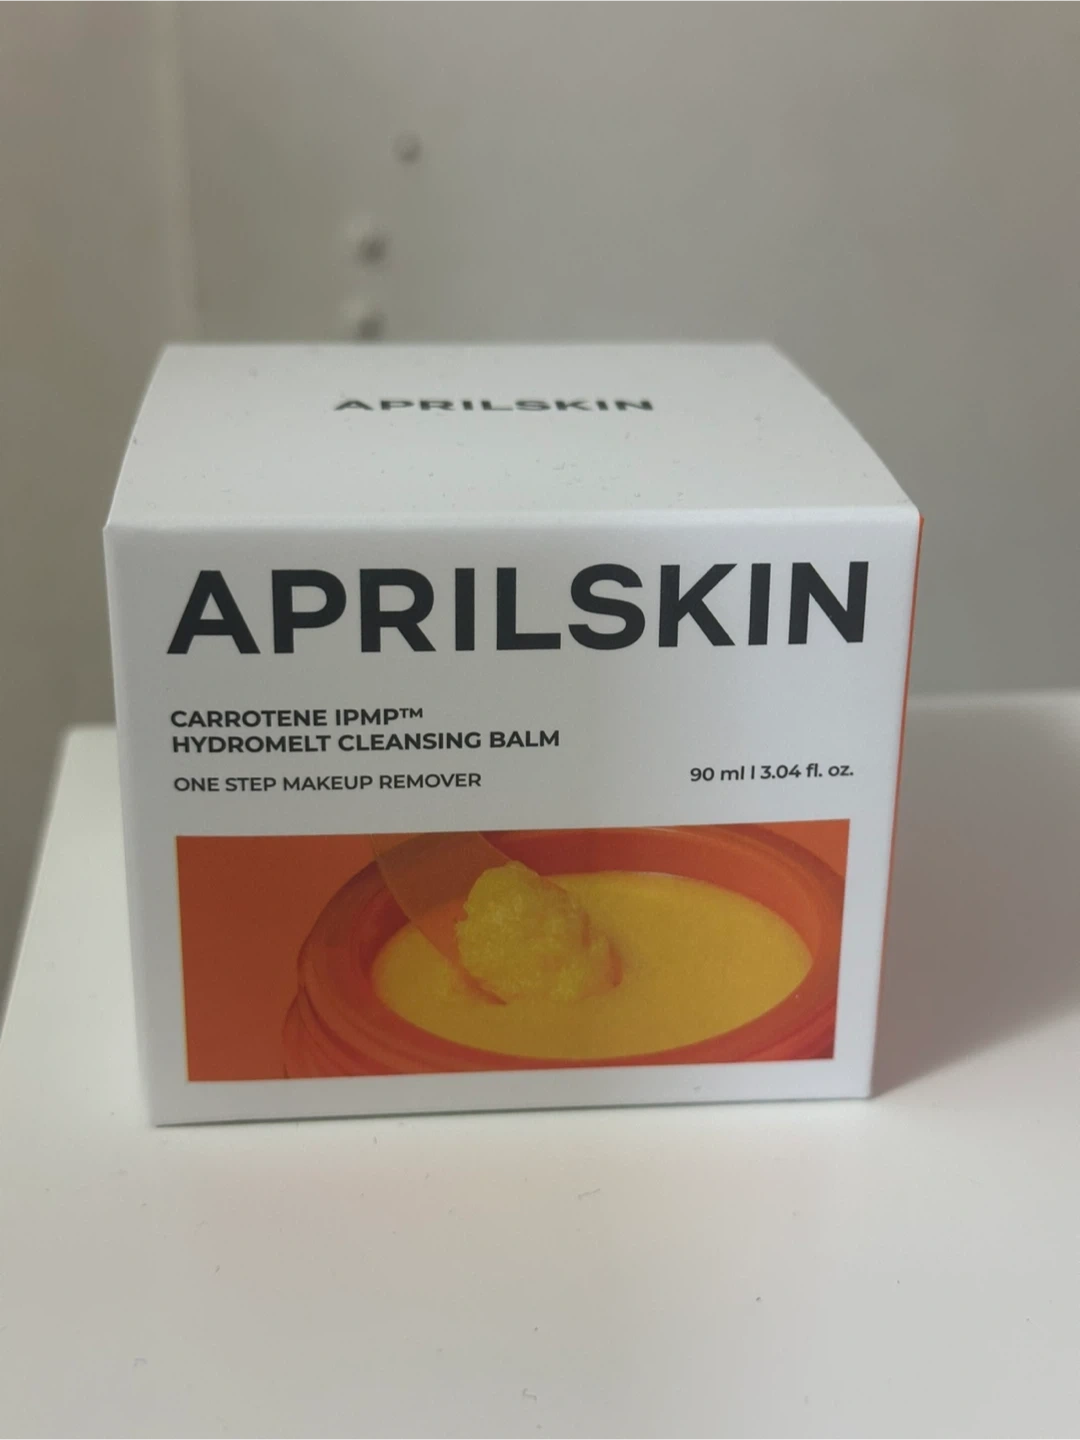 APRILSKIN
APRILSKIN
CARROTENE IPMP™
HYDROMELT CLEANSING BALM
ONE STEP MAKEUP REMOVER
90 ml l 3.04 fl. oz.